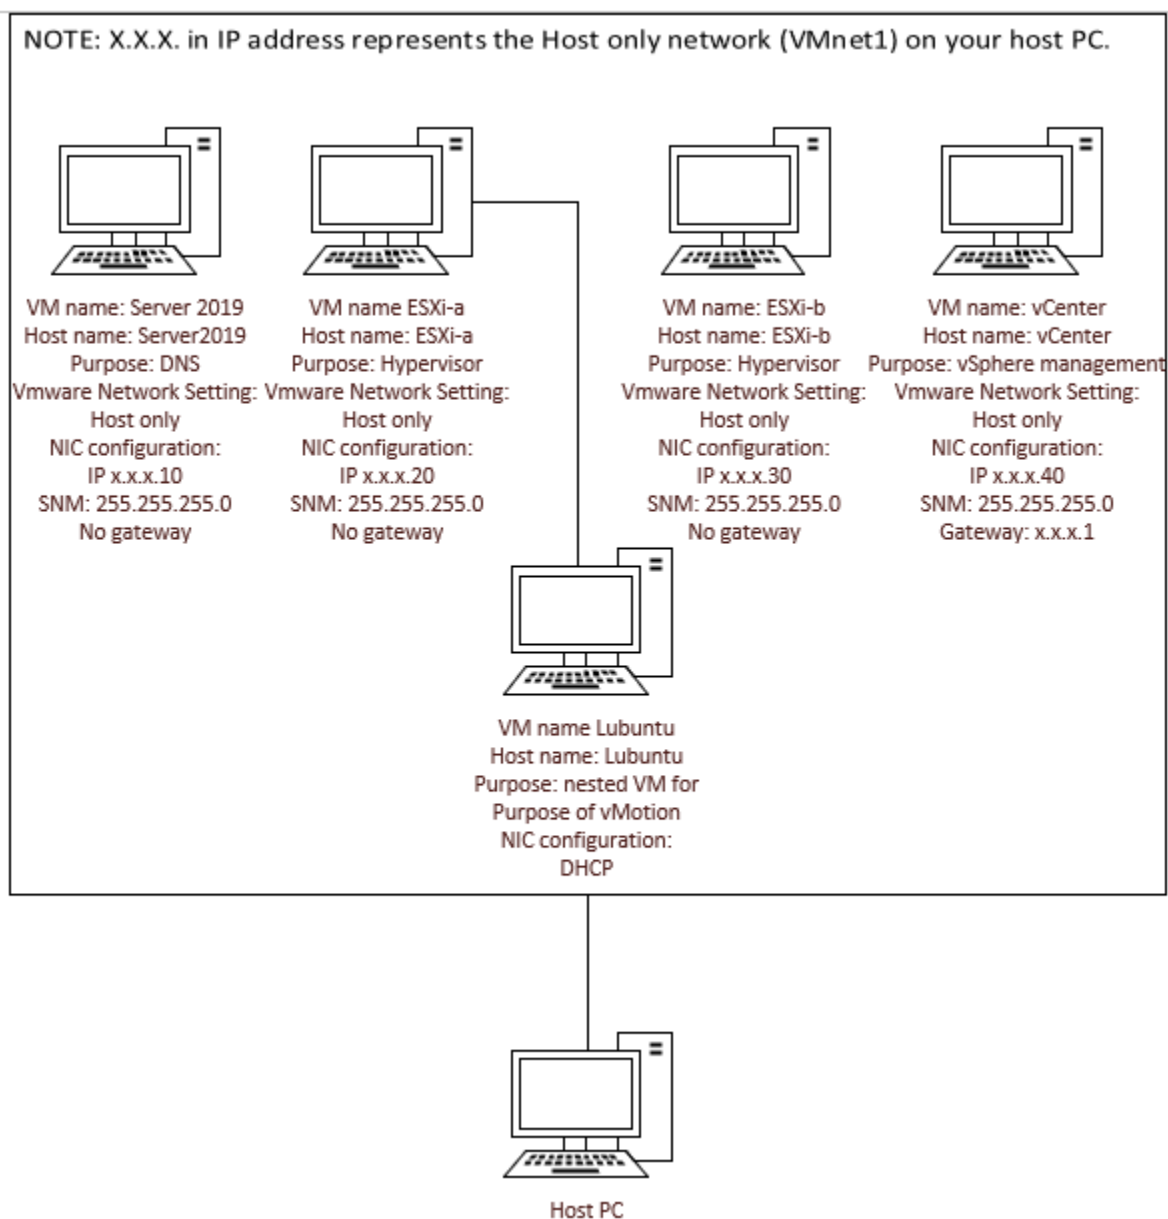 NOTE: X.X.X. in IP address represents the Host only network (VMnet1) on your host PC.
VM name: Server 2019
Host name: Server2019
Purpose: DNS
Vmware Network Setting:
Host only
NIC configuration:
IP x.x.x.10
SNM: 255.255.255.0
No gateway
VM name ESXi-a
Host name: ESXi-a
Purpose: Hypervisor
Vmware Network Setting:
Host only
NIC configuration:
IP x.x.x.20
SNM: 255.255.255.0
No gateway
VM name: ESXi-b
Host name: ESXi-b
Purpose: Hypervisor
Vmware Network Setting:
Host only
NIC configuration:
IP x.x.x.30
SNM: 255.255.255.0
No gateway
VM name: vCenter
Host name: vCenter
Purpose: vSphere management
Vmware Network Setting:
Host only
NIC configuration:
IP x.x.x.40
SNM: 255.255.255.0
Gateway: x.x.x.1
VM name Lubuntu
Host name: Lubuntu
Purpose: nested VM for
Purpose of vMotion
NIC configuration:
DHCP
Host PC